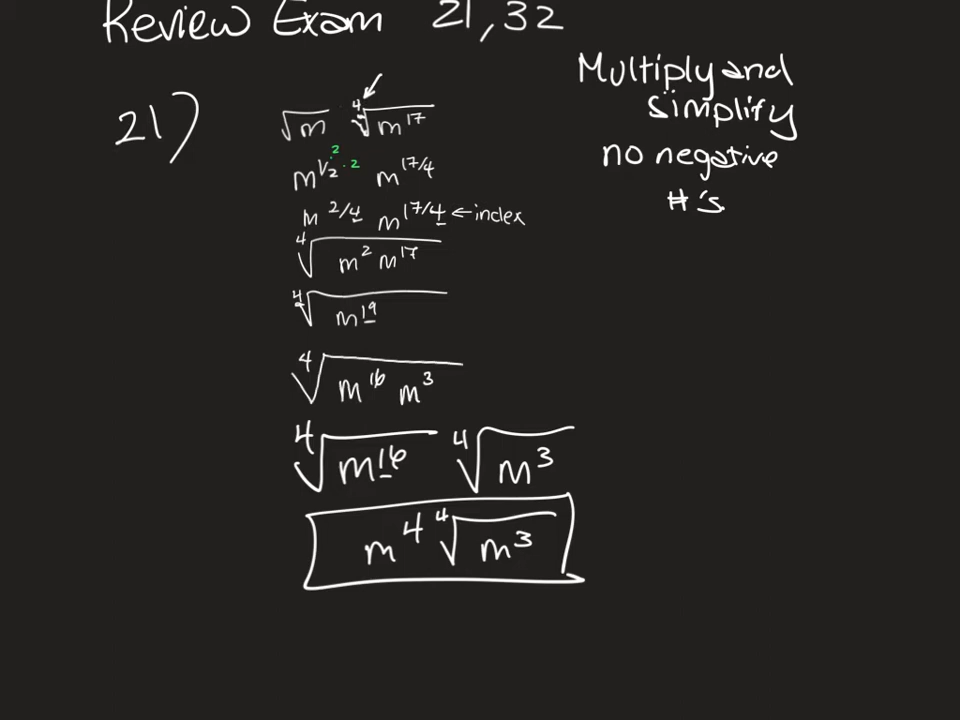 Review Exam 21, 32
Multiply and
simplify
no negative
#'s
21)
√m · ⁴√m¹⁷
m^1/2 · 2 · 2 m^17/4
m^2/4 m^17/4 ← index
⁴√m² m¹⁷
⁴√m¹⁹
⁴√m¹⁶ m³
⁴√m¹⁶ ⁴√m³
m⁴ ⁴√m³